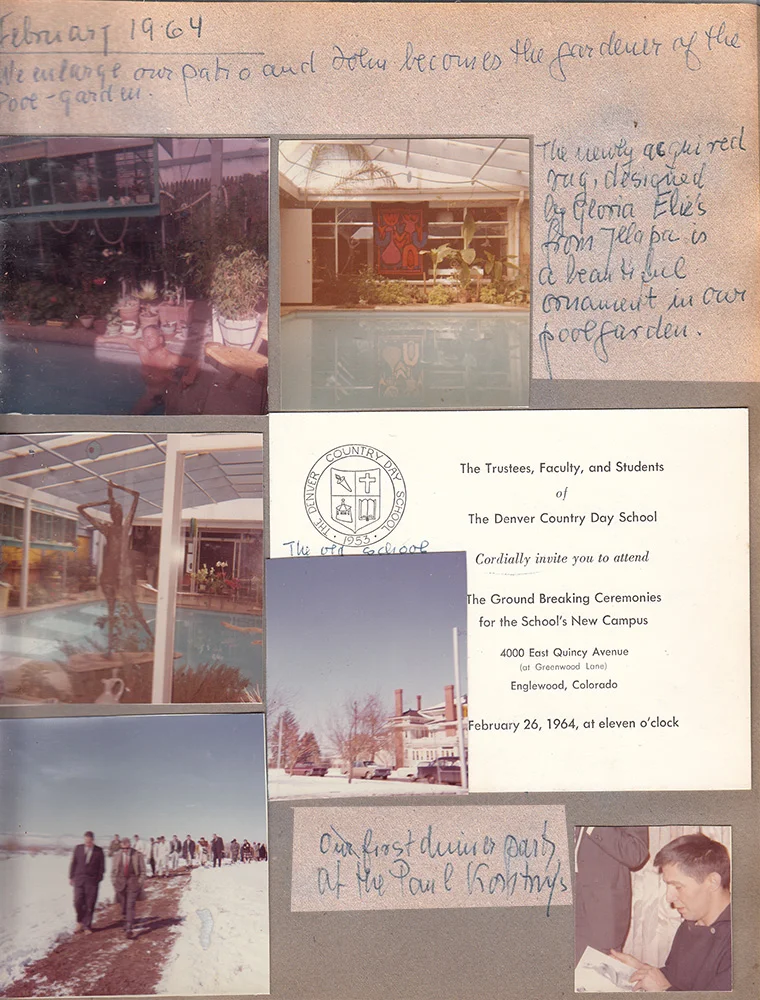 February 1964
We enlarge our patio and John becomes the gardener of the
Pool-garden.
The newly acquired
rug, designed
by Gloria Elie's
from Jelapa is
a beautiful
ornament in our
poolgarden.
THE DENVER COUNTRY DAY SCHOOL
· 1953 ·
The old school
The Trustees, Faculty, and Students
of
The Denver Country Day School
Cordially invite you to attend
The Ground Breaking Ceremonies
for the School's New Campus
4000 East Quincy Avenue
(at Greenwood Lane)
Englewood, Colorado
February 26, 1964, at eleven o'clock
Our first dinner party
at the Paul